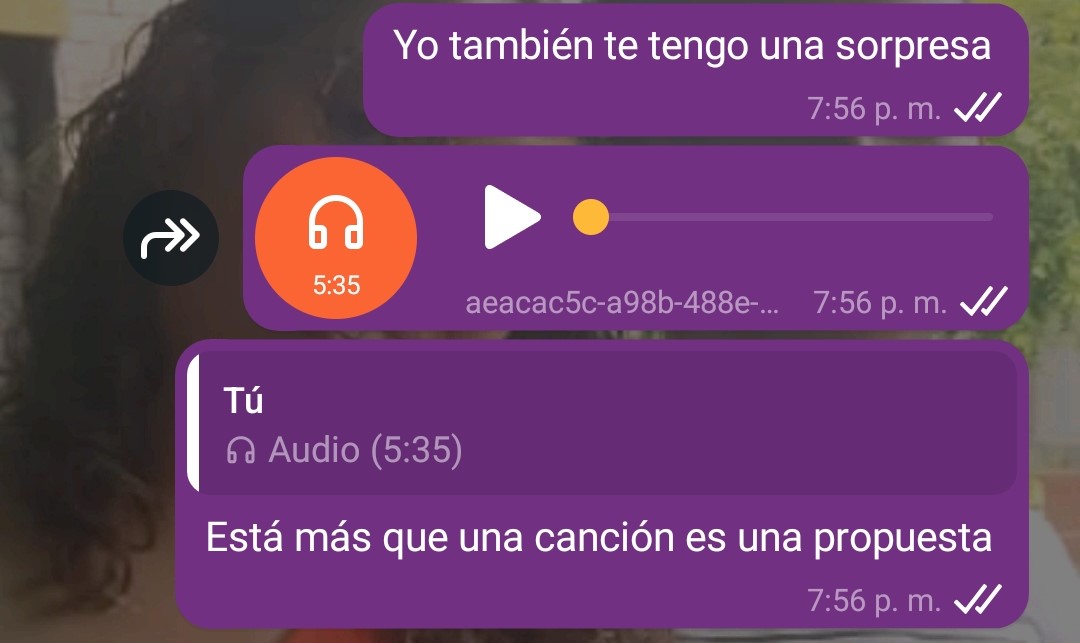 Yo también te tengo una sorpresa
7:56 p. m.
5:35
aeacac5c-a98b-488e-... 7:56 p. m.
Tú
Audio (5:35)
Está más que una canción es una propuesta
7:56 p. m.